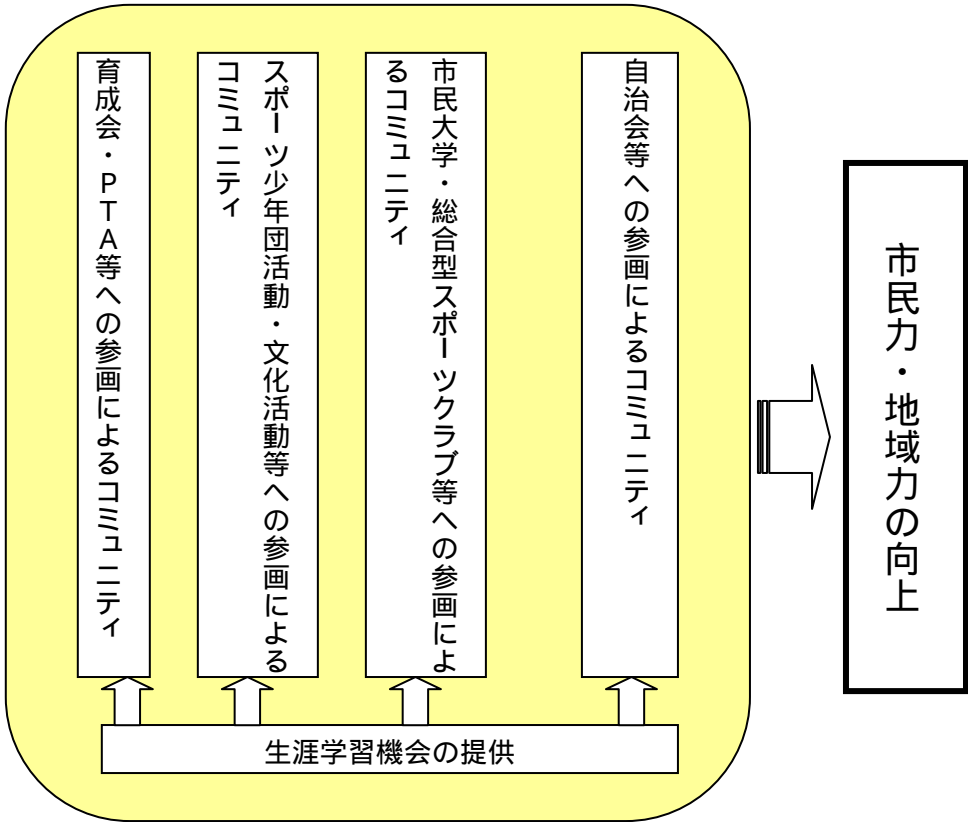 育成会・PTA等への参画によるコミュニティ
スポーツ少年団活動・文化活動等への参画による
コミュニティ
市民大学・総合型スポーツクラブ等への参画によ
るコミュニティ
自治会等への参画によるコミュニティ
生涯学習機会の提供
市民力・地域力の向上